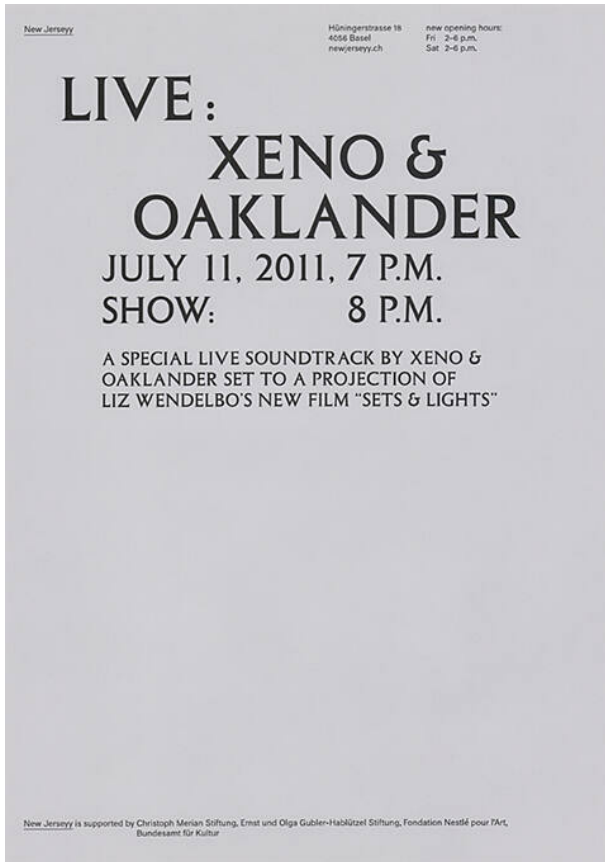 New Jerseyy
Hüningerstrasse 18
4056 Basel
newjerseyy.ch
new opening hours:
Fri 2–6 p.m.
Sat 2–6 p.m.
LIVE:
XENO &
OAKLANDER
JULY 11, 2011, 7 P.M.
SHOW: 8 P.M.
A SPECIAL LIVE SOUNDTRACK BY XENO &
OAKLANDER SET TO A PROJECTION OF
LIZ WENDELBO'S NEW FILM “SETS & LIGHTS”
New Jerseyy is supported by Christoph Merian Stiftung, Ernst und Olga Gubler-Hablützel Stiftung, Fondation Nestlé pour l'Art,
Bundesamt für Kultur